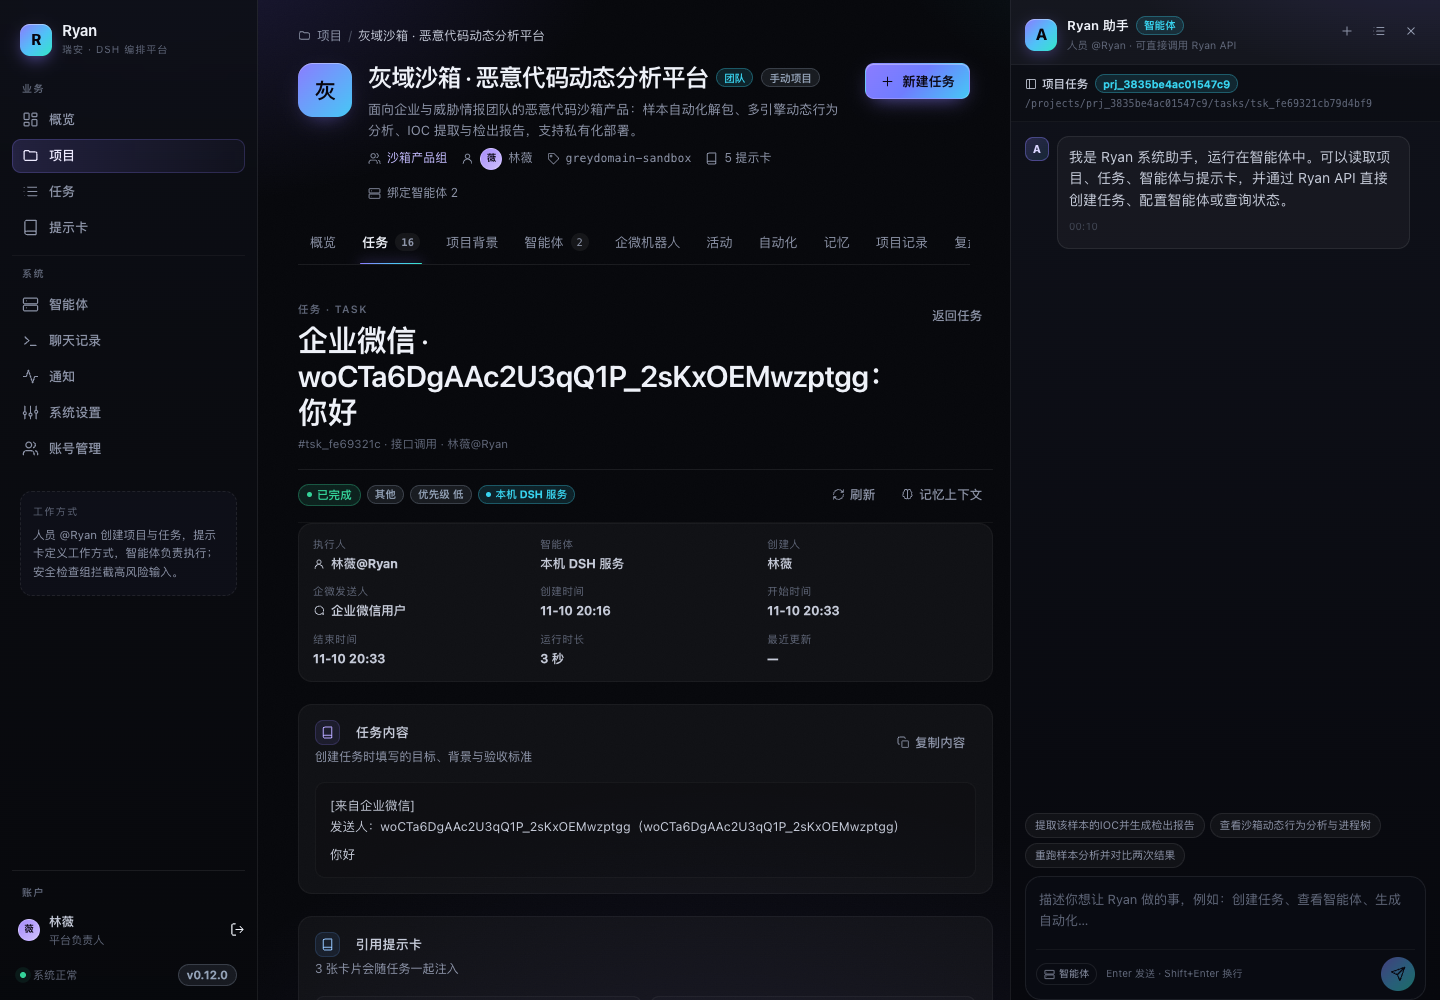 R
Ryan
瑞安 · DSH 编排平台
业务
概览
项目
任务
提示卡
系统
智能体
聊天记录
通知
系统设置
账号管理
工作方式
人员 @Ryan 创建项目与任务，提示
卡定义工作方式，智能体负责执行；
安全检查组拦截高风险输入。
账户
薇
林薇
平台负责人
系统正常
v0.12.0
项目 / 灰域沙箱 · 恶意代码动态分析平台
灰
灰域沙箱 · 恶意代码动态分析平台 团队 手动项目
新建任务
面向企业与威胁情报团队的恶意代码沙箱产品：样本自动化解包、多引擎动态行为
分析、IOC 提取与检出报告，支持私有化部署。
沙箱产品组 薇 林薇 greydomain-sandbox 5 提示卡
绑定智能体 2
概览 任务 16 项目背景 智能体 2 企微机器人 活动 自动化 记忆 项目记录
任务 · TASK
返回任务
企业微信 ·
woCTa6DgAAc2U3qQ1P_2sKxOEMwzptgg：
你好
#tsk_fe69321c · 接口调用 · 林薇@Ryan
已完成 其他 优先级 低 本机 DSH 服务 刷新 记忆上下文
执行人 智能体 创建人
林薇@Ryan 本机 DSH 服务 林薇
企微发送人 创建时间 开始时间
企业微信用户 11-10 20:16 11-10 20:33
结束时间 运行时长 最近更新
11-10 20:33 3 秒 —
任务内容
创建任务时填写的目标、背景与验收标准
复制内容
[来自企业微信]
发送人：woCTa6DgAAc2U3qQ1P_2sKxOEMwzptgg（woCTa6DgAAc2U3qQ1P_2sKxOEMwzptgg）
你好
引用提示卡
3 张卡片会随任务一起注入
A
Ryan 助手 智能体
人员 @Ryan · 可直接调用 Ryan API
项目任务 prj_3835be4ac01547c9
/projects/prj_3835be4ac01547c9/tasks/tsk_fe69321cb79d4bf9
A
我是 Ryan 系统助手，运行在智能体中。可以读取项
目、任务、智能体与提示卡，并通过 Ryan API 直接
创建任务、配置智能体或查询状态。
00:10
提取该样本的IOC并生成检出报告 查看沙箱动态行为分析与进程树
重跑样本分析并对比两次结果
描述你想让 Ryan 做的事，例如：创建任务、查看智能体、生成
自动化…
智能体 Enter 发送 · Shift+Enter 换行